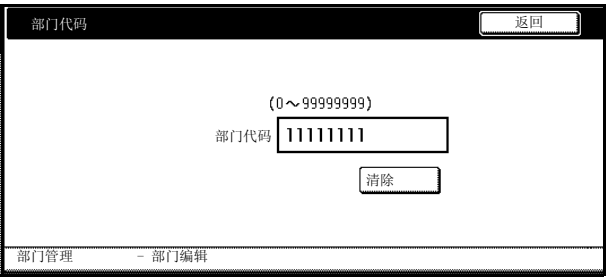 部门代码 返回
(0～99999999)
部门代码 11111111
清除
部门管理 - 部门编辑